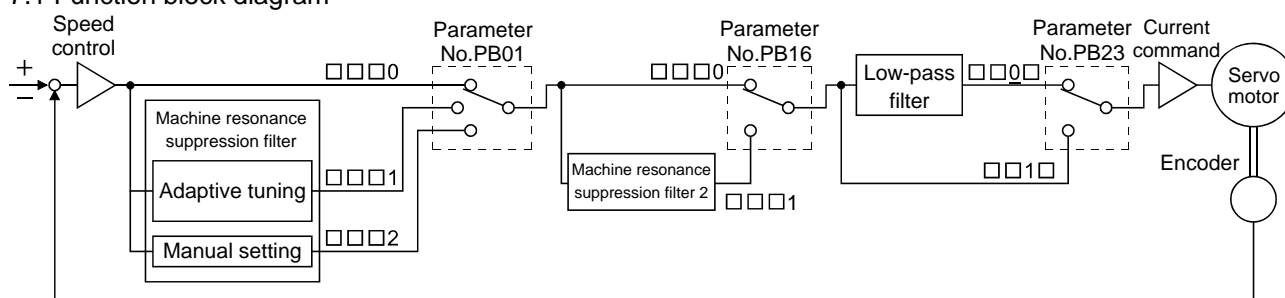 7.1 Function block diagram
Speed
control
+
−
Parameter
No.PB01
□□□0
Machine resonance
suppression filter
Adaptive tuning
□□□1
Manual setting
□□□2
Parameter
No.PB16
□□□0
Machine resonance
suppression filter 2
□□□1
Low-pass
filter
□□0□
Parameter
No.PB23
□□1□
Current
command
Servo
motor
Encoder